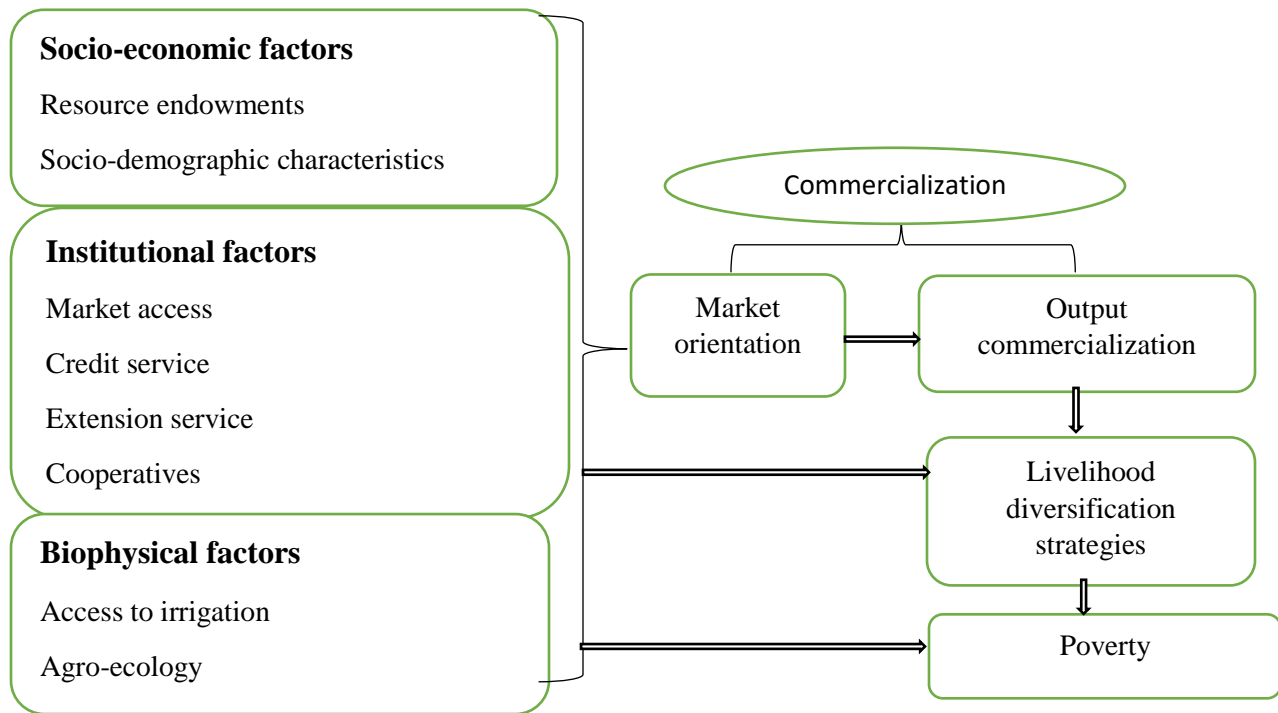 Socio-economic factors
Resource endowments
Socio-demographic characteristics
Institutional factors
Market access
Credit service
Extension service
Cooperatives
Biophysical factors
Access to irrigation
Agro-ecology
Commercialization
Market
orientation
Output
commercialization
Livelihood
diversification
strategies
Poverty